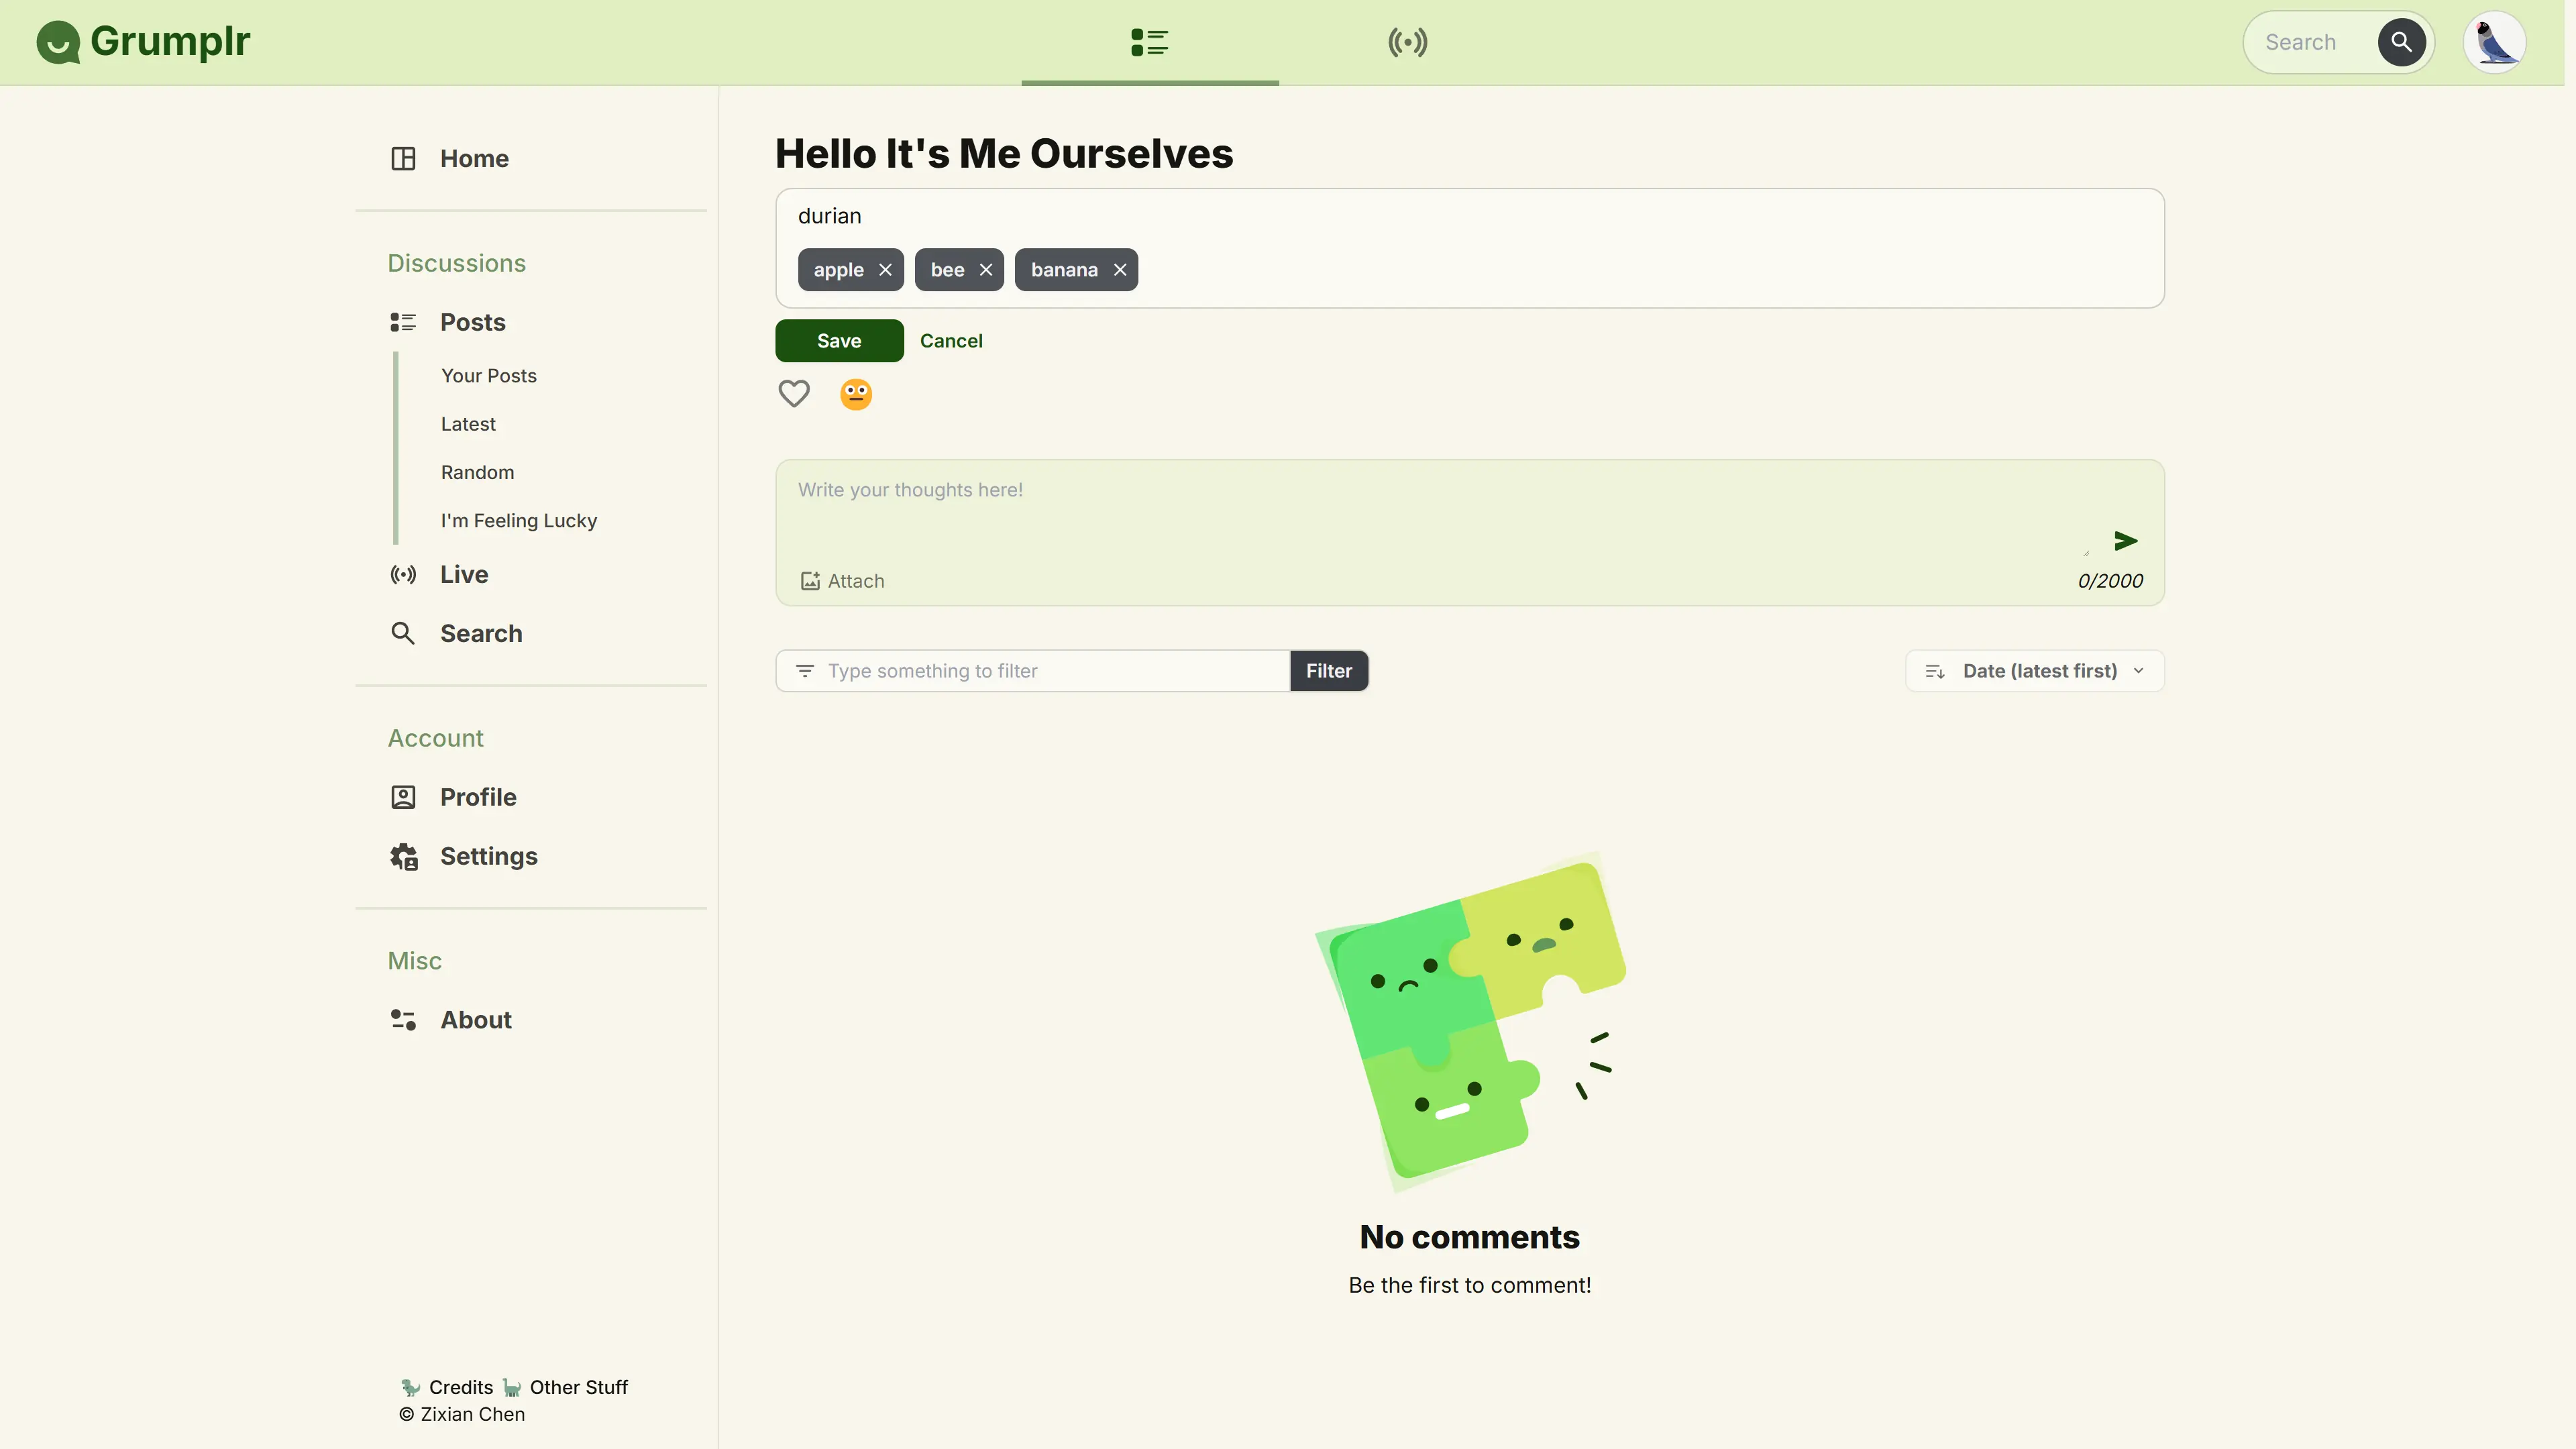 Grumplr
Search
Home
Discussions
Posts
Your Posts
Latest
Random
I'm Feeling Lucky
Live
Search
Account
Profile
Settings
Misc
About
Credits Other Stuff
© Zixian Chen
Hello It's Me Ourselves
durian
apple bee banana
Save Cancel
Write your thoughts here!
Attach 0/2000
Type something to filter Filter Date (latest first)
No comments
Be the first to comment!